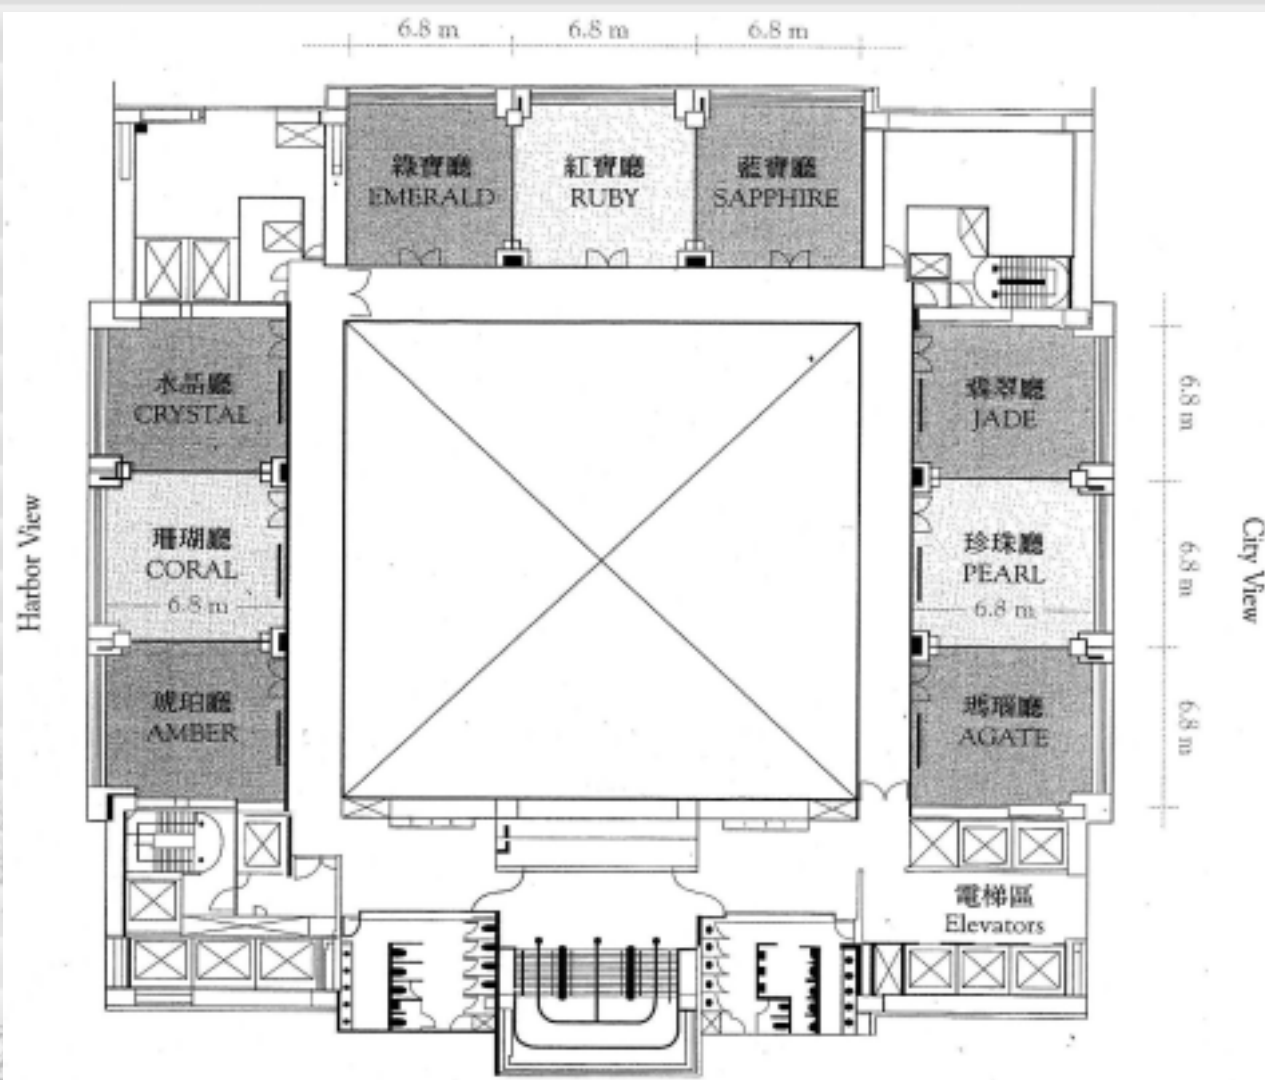 6.8 m
6.8 m
6.8 m
綠寶廳
EMERALD
紅寶廳
RUBY
藍寶廳
SAPPHIRE
水晶廳
CRYSTAL
翡翠廳
JADE
6.8 m
Harbor View
珊瑚廳
CORAL
6.8 m
珍珠廳
PEARL
6.8 m
6.8 m
City View
琥珀廳
AMBER
瑪瑙廳
AGATE
6.8 m
電梯區
Elevators